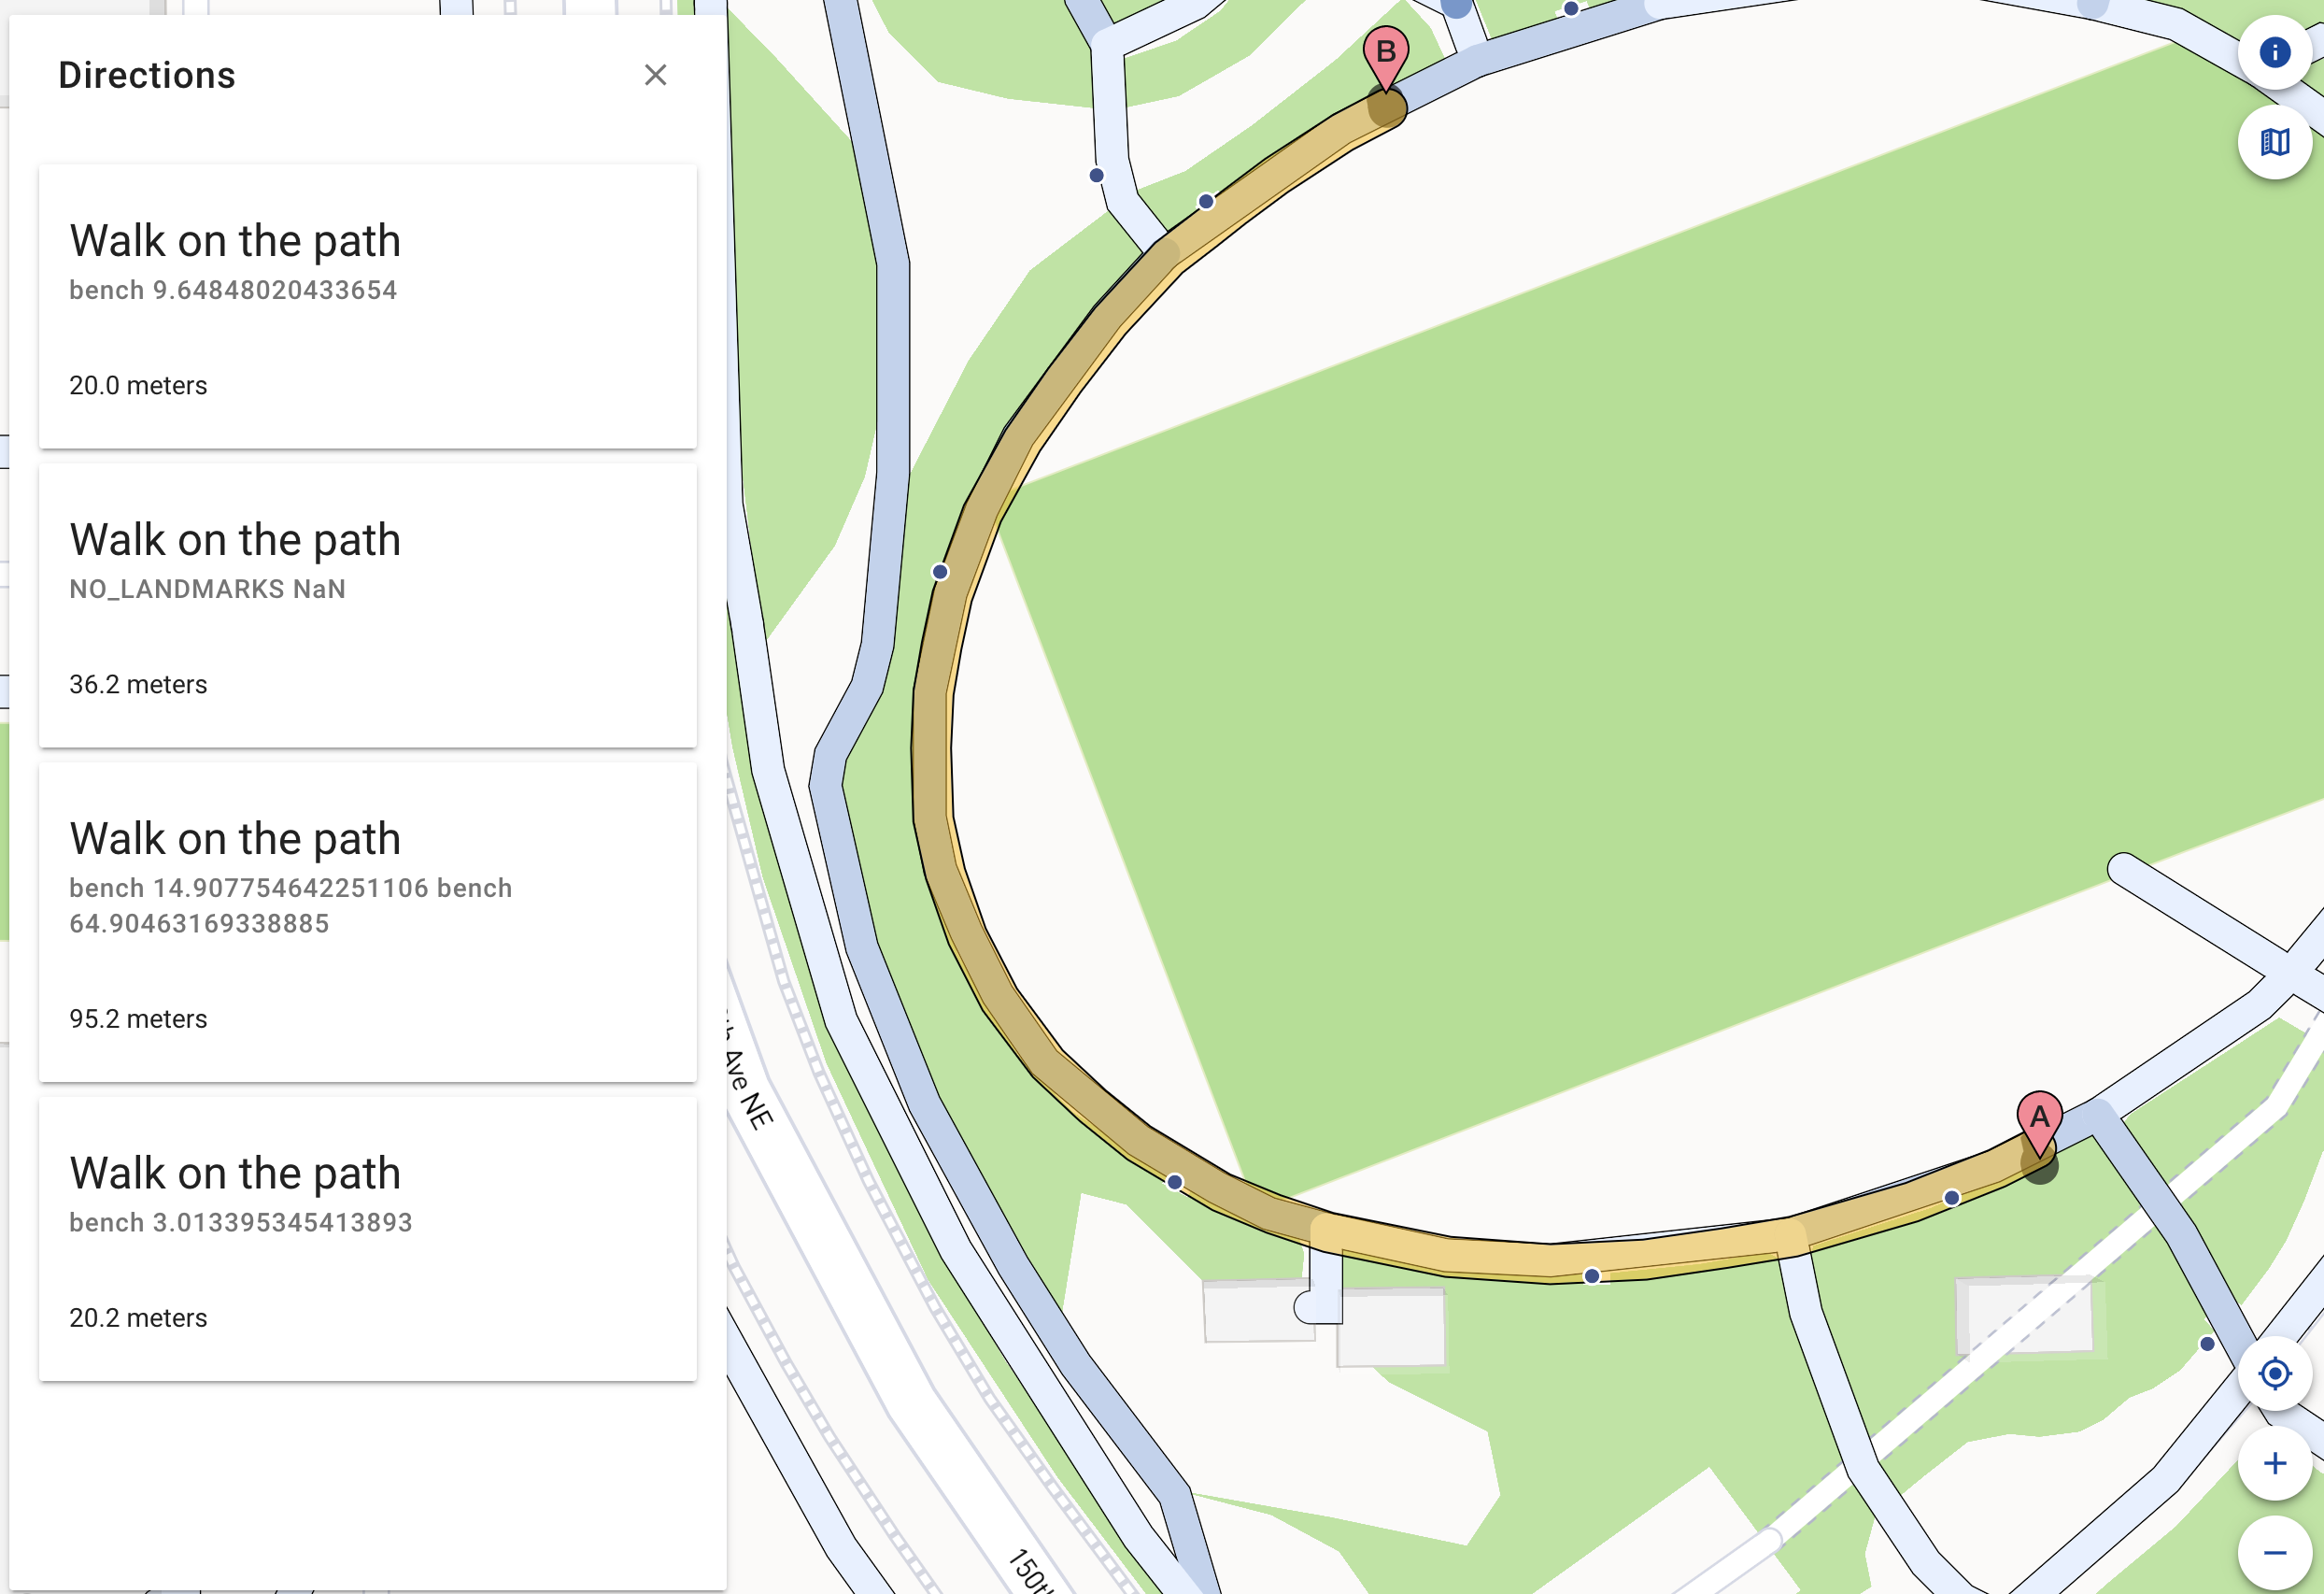 Directions
Walk on the path
bench 9.64848020433654
20.0 meters
Walk on the path
NO_LANDMARKS NaN
36.2 meters
Walk on the path
bench 14.907754642251106 bench
64.90463169338885
95.2 meters
Walk on the path
bench 3.013395345413893
20.2 meters
B
A
Ave NE